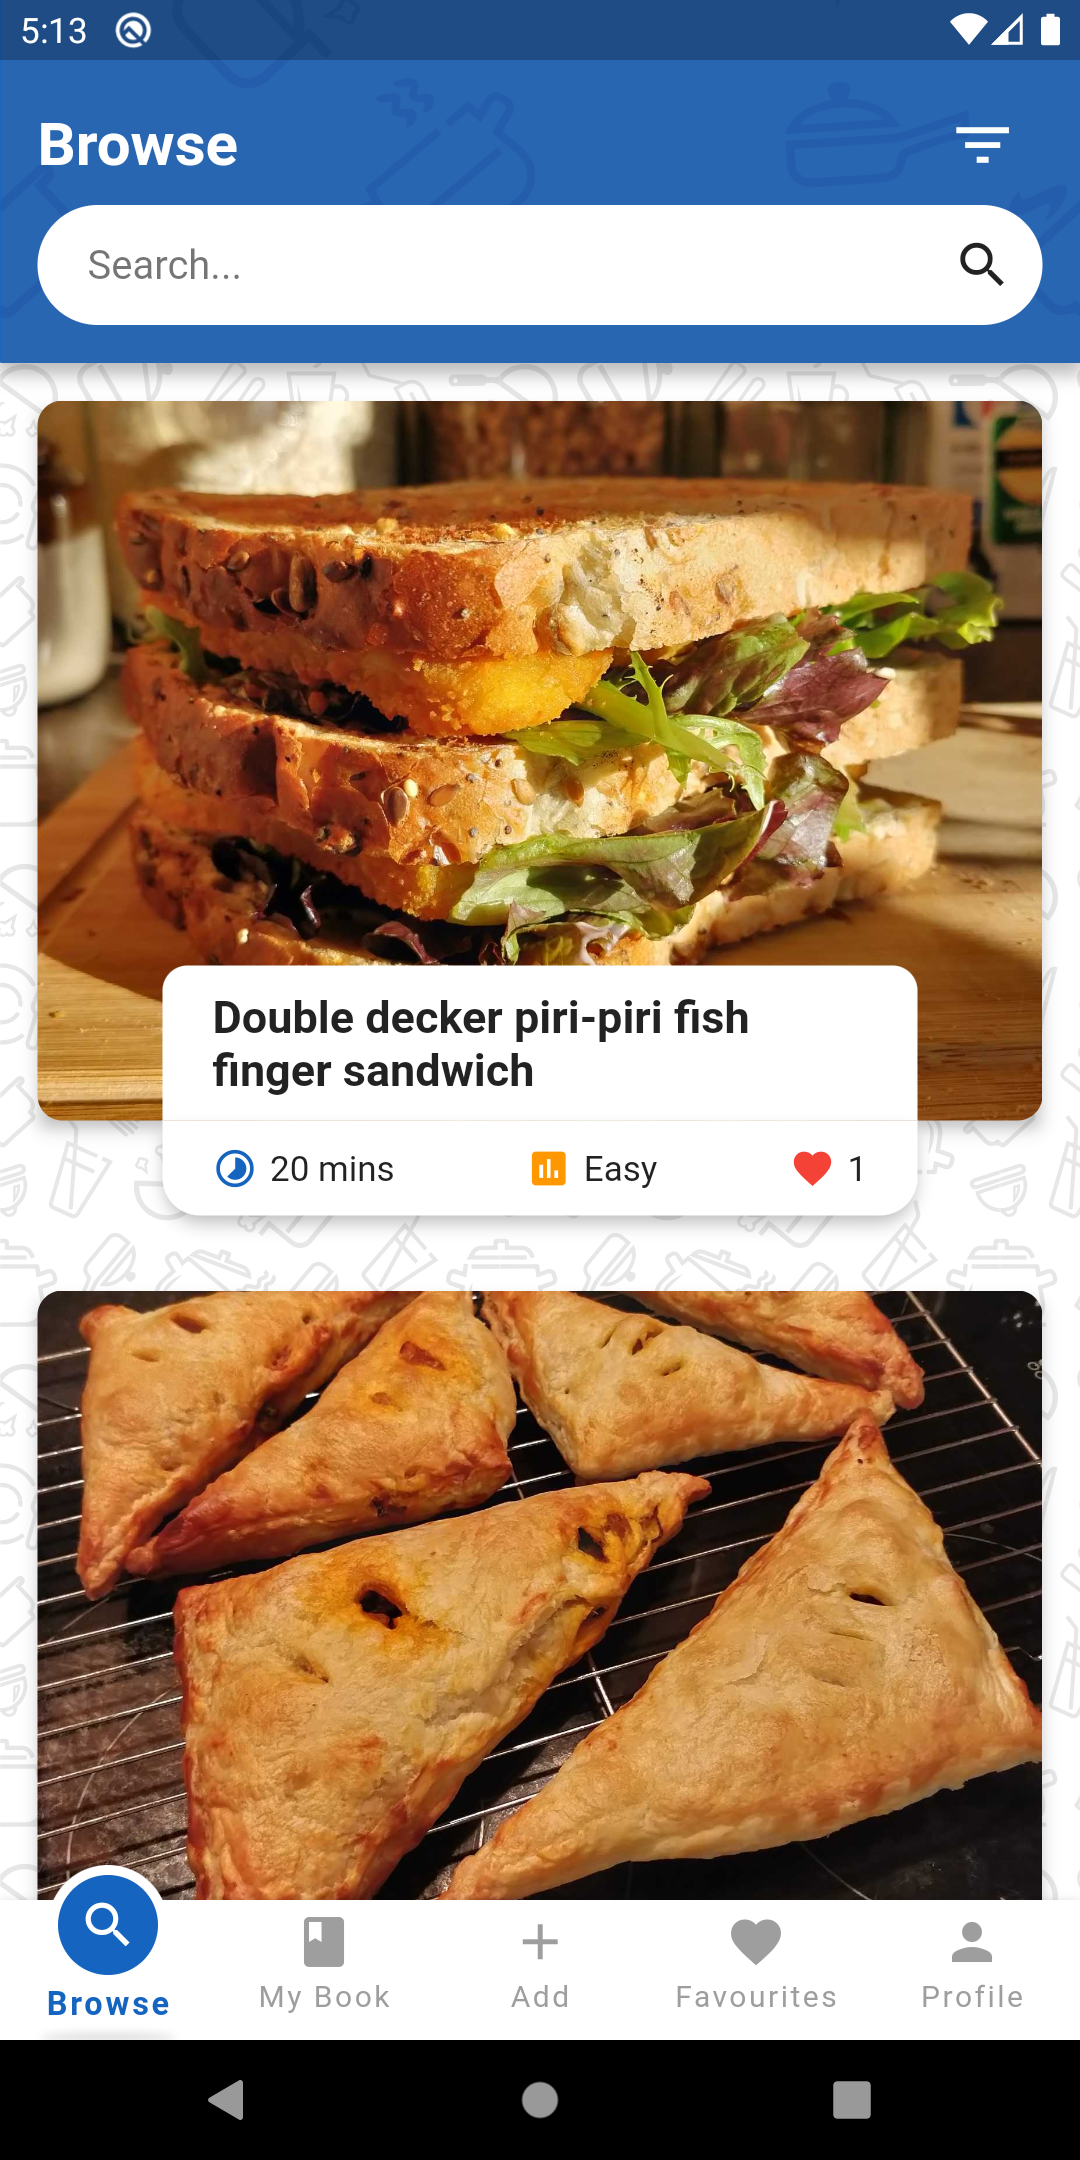 5:13
Browse
Search...
Double decker piri-piri fish
finger sandwich
20 mins
Easy
1
Browse
My Book
Add
Favourites
Profile